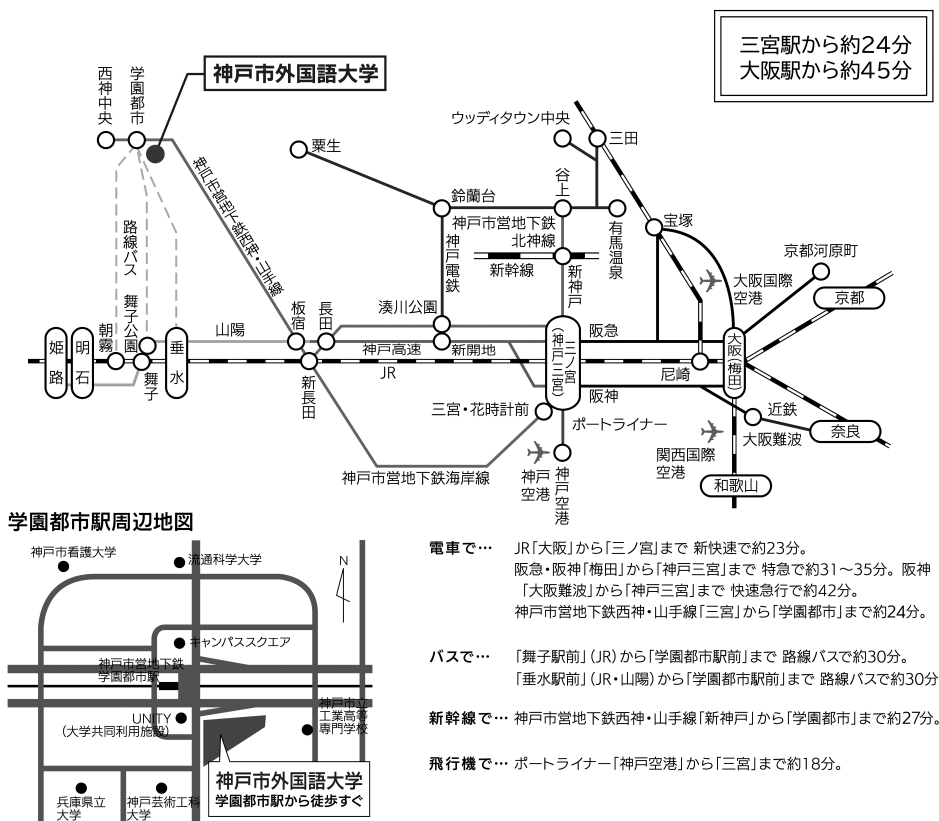 三宮駅から約24分
大阪駅から約45分
神戸市外国語大学
西神中央
学園都市
神戸市営地下鉄西神・山手線
路線バス
粟生
ウッディタウン中央
三田
鈴蘭台
谷上
神戸市営地下鉄
北神線
有馬温泉
宝塚
神戸電鉄
新幹線
新神戸
大阪国際
空港
京都河原町
京都
舞子公園
朝霧
山陽
板宿
長田
湊川公園
姫路
明石
舞子
垂水
新長田
神戸高速
新開地
JR
三ノ宮
(神戸三宮)
阪急
阪神
尼崎
大阪(梅田)
三宮・花時計前
ポートライナー
近鉄
大阪難波
奈良
関西国際
空港
和歌山
神戸市営地下鉄海岸線
神戸
空港
神戸空港
学園都市駅周辺地図
神戸市看護大学
流通科学大学
N
キャンパススクエア
神戸市営地下鉄
学園都市駅
UNITY
(大学共同利用施設)
神戸市立
工業高等
専門学校
神戸市外国語大学
学園都市駅から徒歩すぐ
兵庫県立
大学
神戸芸術工科
大学
電車で… JR「大阪」から「三ノ宮」まで 新快速で約23分。
阪急・阪神「梅田」から「神戸三宮」まで 特急で約31〜35分。阪神
「大阪難波」から「神戸三宮」まで 快速急行で約42分。
神戸市営地下鉄西神・山手線「三宮」から「学園都市」まで約24分。
バスで… 「舞子駅前」(JR)から「学園都市駅前」まで 路線バスで約30分。
「垂水駅前」(JR・山陽)から「学園都市駅前」まで 路線バスで約30分
新幹線で… 神戸市営地下鉄西神・山手線「新神戸」から「学園都市」まで約27分。
飛行機で… ポートライナー「神戸空港」から「三宮」まで約18分。